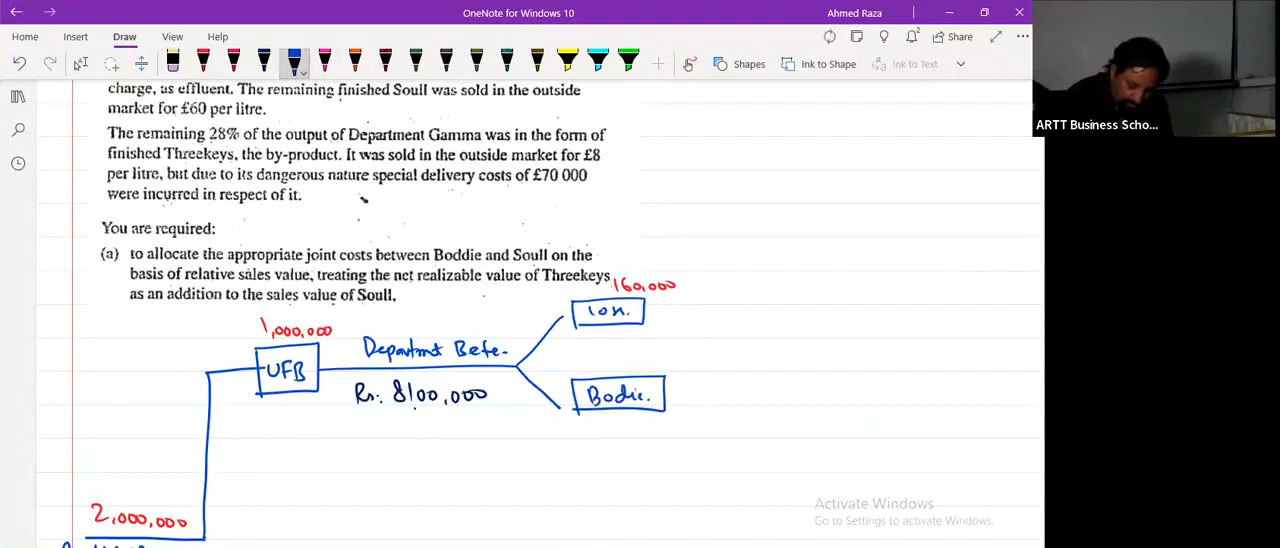 OneNote for Windows 10
Ahmed Raza
Home Insert Draw View Help
Share
Shapes Ink to Shape Ink to Text
charge, as effluent. The remaining finished Soull was sold in the outside
market for £60 per litre.
The remaining 28% of the output of Department Gamma was in the form of
finished Threekeys, the by-product. It was sold in the outside market for £8
per litre, but due to its dangerous nature special delivery costs of £70 000
were incurred in respect of it.
You are required:
(a) to allocate the appropriate joint costs between Boddie and Soull on the
basis of relative sales value, treating the net realizable value of Threekeys
as an addition to the sales value of Soull.
160,000
1,000,000
UFB
Department Bete.
Rs. 8100,000
Bodie.
2,000,000
ARTT Business Scho...
Activate Windows
Go to Settings to activate Windows.